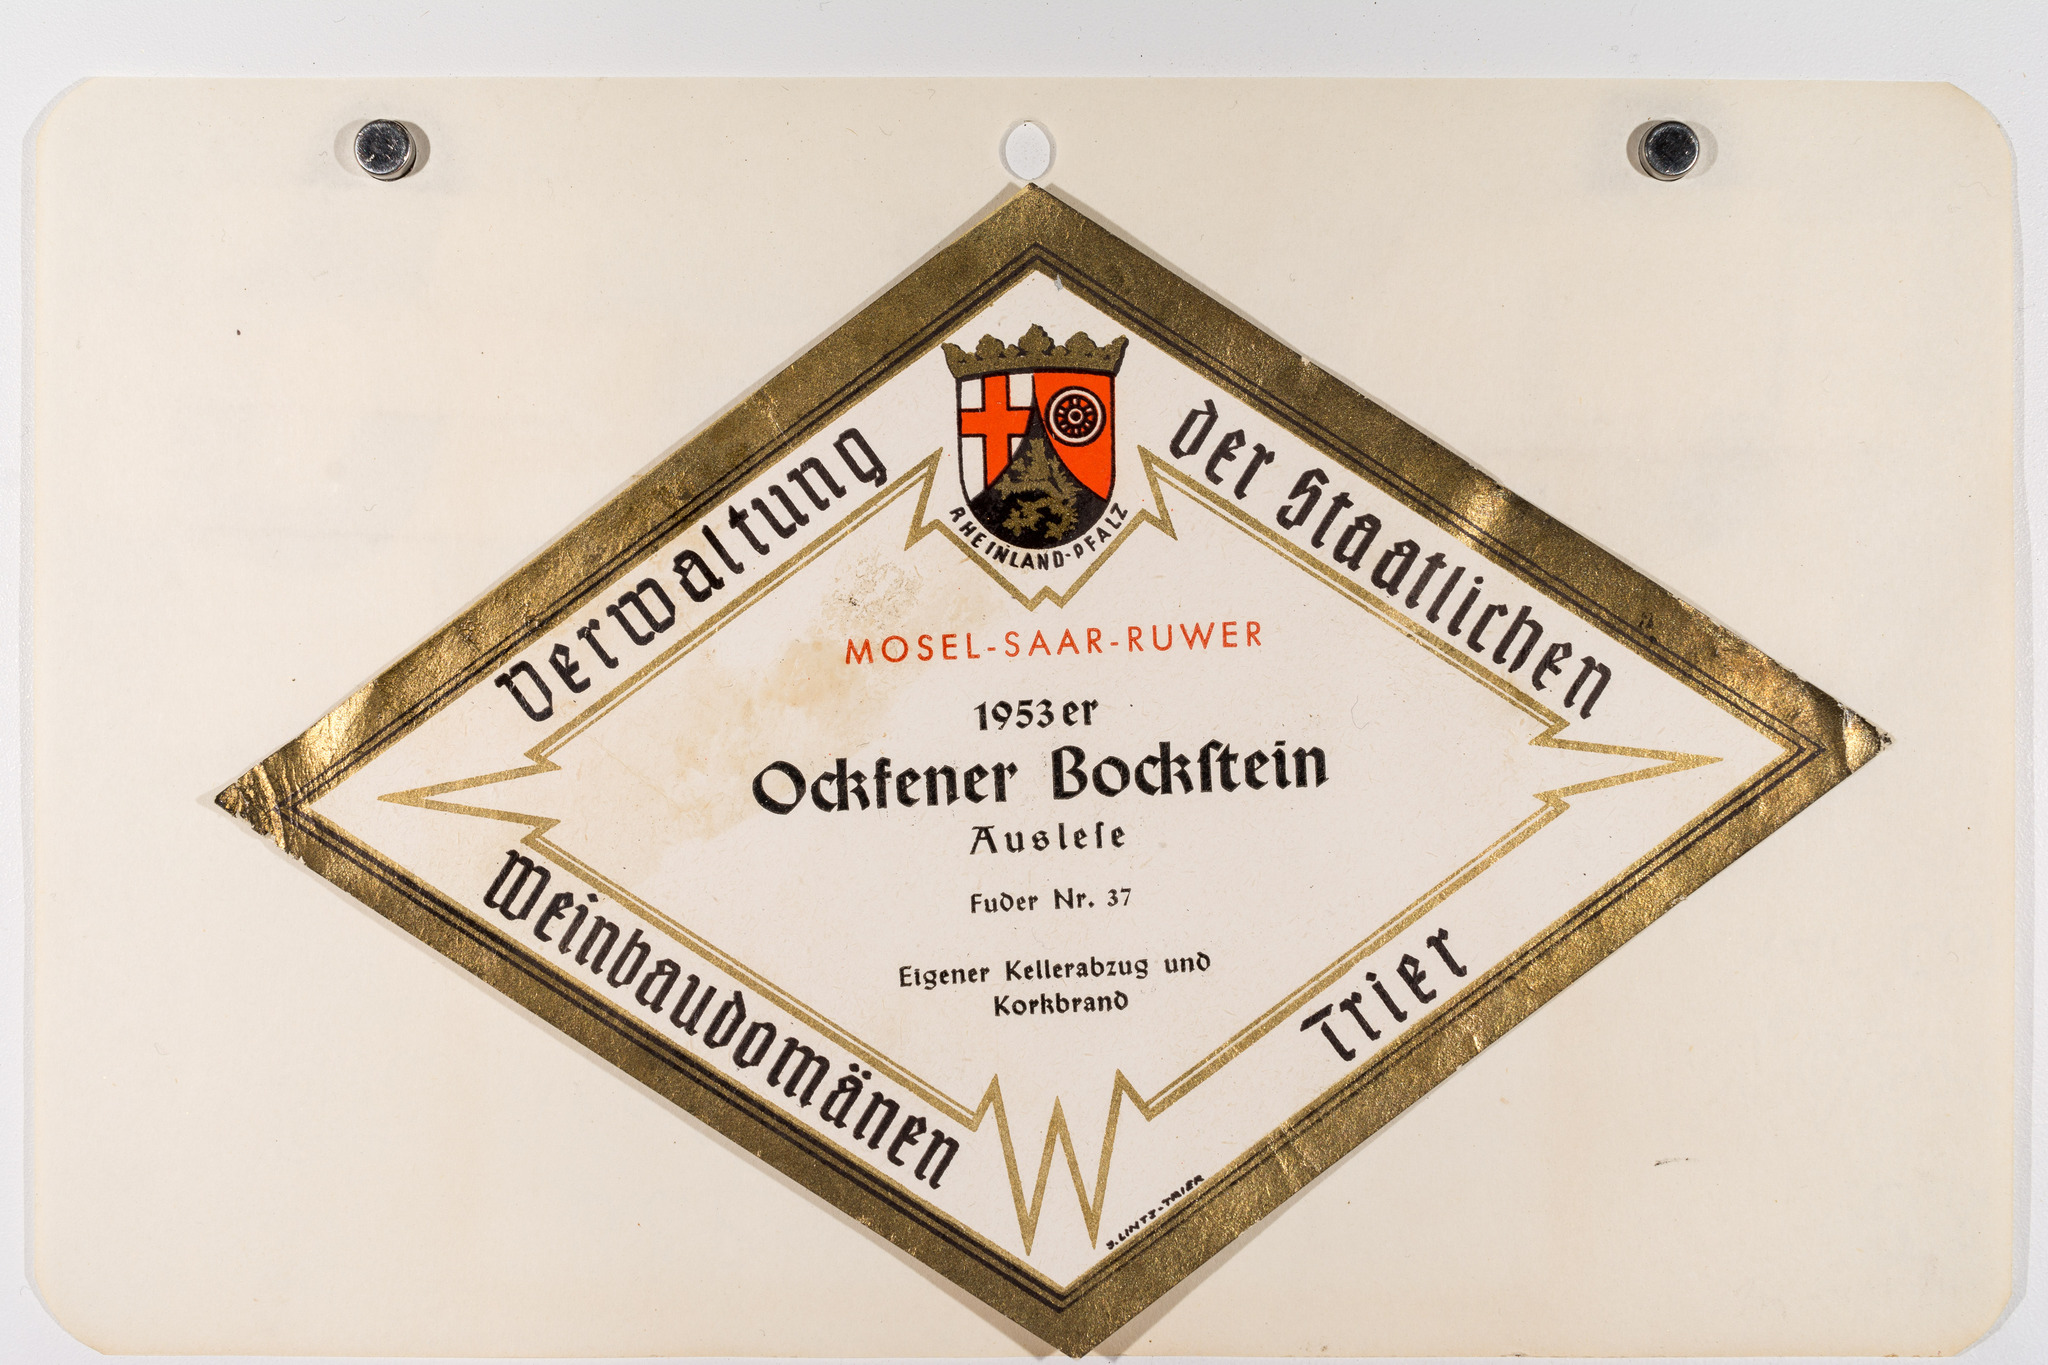 Verwaltung
der Staatlichen
Weinbaudomänen
Trier
RHEINLAND-PFALZ
MOSEL-SAAR-RUWER
1953er
Ockfener Bockſtein
Ausleſe
Fuder Nr. 37
Eigener Kellerabzug und
Korkbrand
J. LINTZ-TRIER